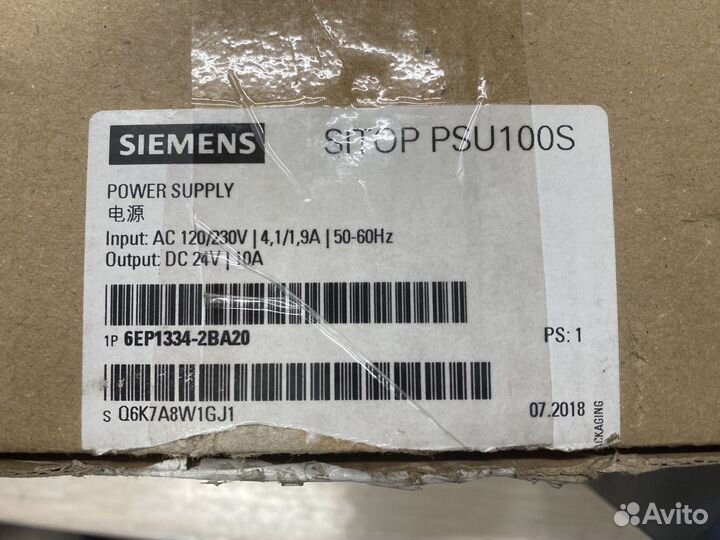 SIEMENS
SITOP PSU100S
POWER SUPPLY
电源
Input: AC 120/230V | 4,1/1,9A | 50-60Hz
Output: DC 24V | 10A
1P 6EP1334-2BA20
PS: 1
S Q6K7A8W1GJ1
07.2018
Avito